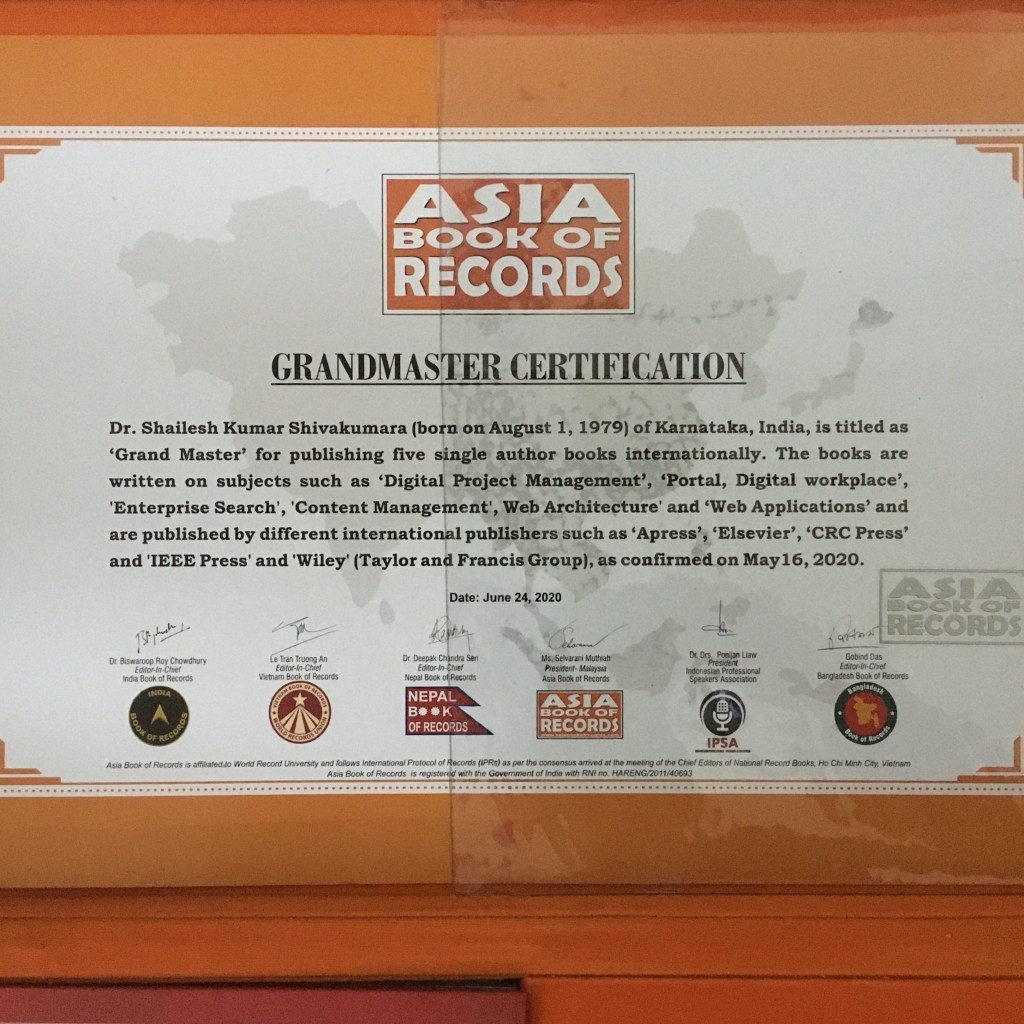 ASIA
BOOK OF
RECORDS
GRANDMASTER CERTIFICATION
Dr. Shailesh Kumar Shivakumara (born on August 1, 1979) of Karnataka, India, is titled as
‘Grand Master’ for publishing five single author books internationally. The books are
written on subjects such as ‘Digital Project Management’, ‘Portal, Digital workplace’,
'Enterprise Search', 'Content Management', Web Architecture' and ‘Web Applications’ and
are published by different international publishers such as ‘Apress’, ‘Elsevier’, ‘CRC Press’
and 'IEEE Press' and 'Wiley' (Taylor and Francis Group), as confirmed on May16, 2020.
Date: June 24, 2020
ASIA
BOOK OF
RECORDS
Dr. Biswaroop Roy Chowdhury
Editor-In-Chief
India Book of Records
Le Tran Truong An
Editor-In-Chief
Vietnam Book of Records
Dr. Deepak Chandra Sen
Editor-in-Chief
Nepal Book of Records
Ms. Selvarani Muthiah
President- Malaysia
Asia Book of Records
Dr. Drs. Ponijan Liaw
President
Indonesian Professional
Speakers Association
Gobind Das
Editor-in-Chief
Bangladesh Book of Records
INDIA
BOOK OF RECORDS
VIETNAM BOOK OF RECORDS
WORLD RECORDS UNION
NEPAL
BOOK
OF RECORDS
ASIA
BOOK OF
RECORDS
IPSA
Bangladesh
Book of Records
Asia Book of Records is affiliated to World Record University and follows International Protocol of Records (IPRs) as per the consensus arrived at the meeting of the Chief Editors of National Record Books, Ho Chi Minh City, Vietnam.
Asia Book of Records is registered with the Government of India with RNI no. HARENG/2011/40693